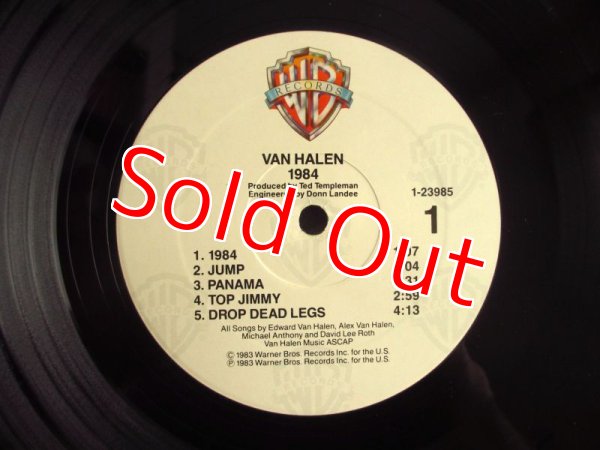 WB
RECORDS
VAN HALEN
1984
Produced by Ted Templeman
Engineered by Donn Landee
1-23985
1
Sold Out
1. 1984
2. JUMP
3. PANAMA
4. TOP JIMMY 2:59
5. DROP DEAD LEGS 4:13
All Songs by Edward Van Halen, Alex Van Halen,
Michael Anthony and David Lee Roth
Van Halen Music ASCAP
© 1983 Warner Bros. Records Inc. for the U.S.
℗ 1983 Warner Bros. Records Inc. for the U.S.